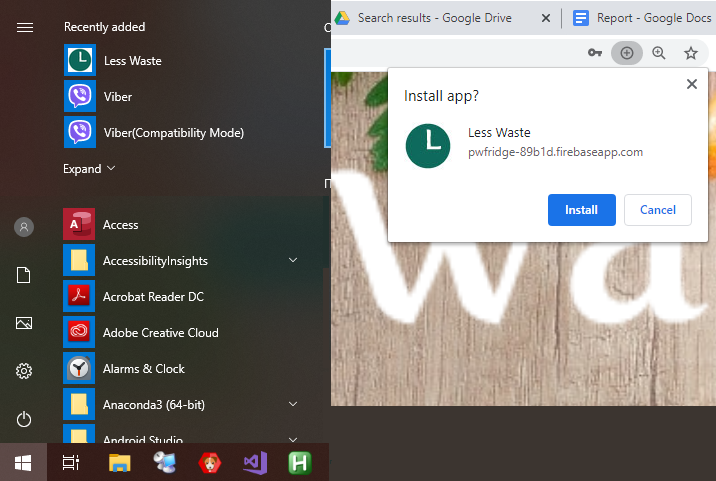 Recently added
Less Waste
Viber
Viber(Compatibility Mode)
Expand
Access
AccessibilityInsights
Acrobat Reader DC
Adobe Creative Cloud
Alarms & Clock
Anaconda3 (64-bit)
Android Studio
Search results - Google Drive
Report - Google Docs
Install app?
Less Waste
pwfridge-89b1d.firebaseapp.com
Install
Cancel
Wa